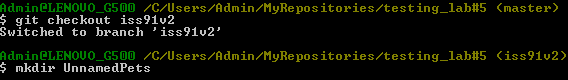 Admin@LENOVO_G500 /C/Users/Admin/MyRepositories/testing_lab#5 (master)
$ git checkout iss91v2
Switched to branch 'iss91v2'
Admin@LENOVO_G500 /C/Users/Admin/MyRepositories/testing_lab#5 (iss91v2)
$ mkdir UnnamedPets